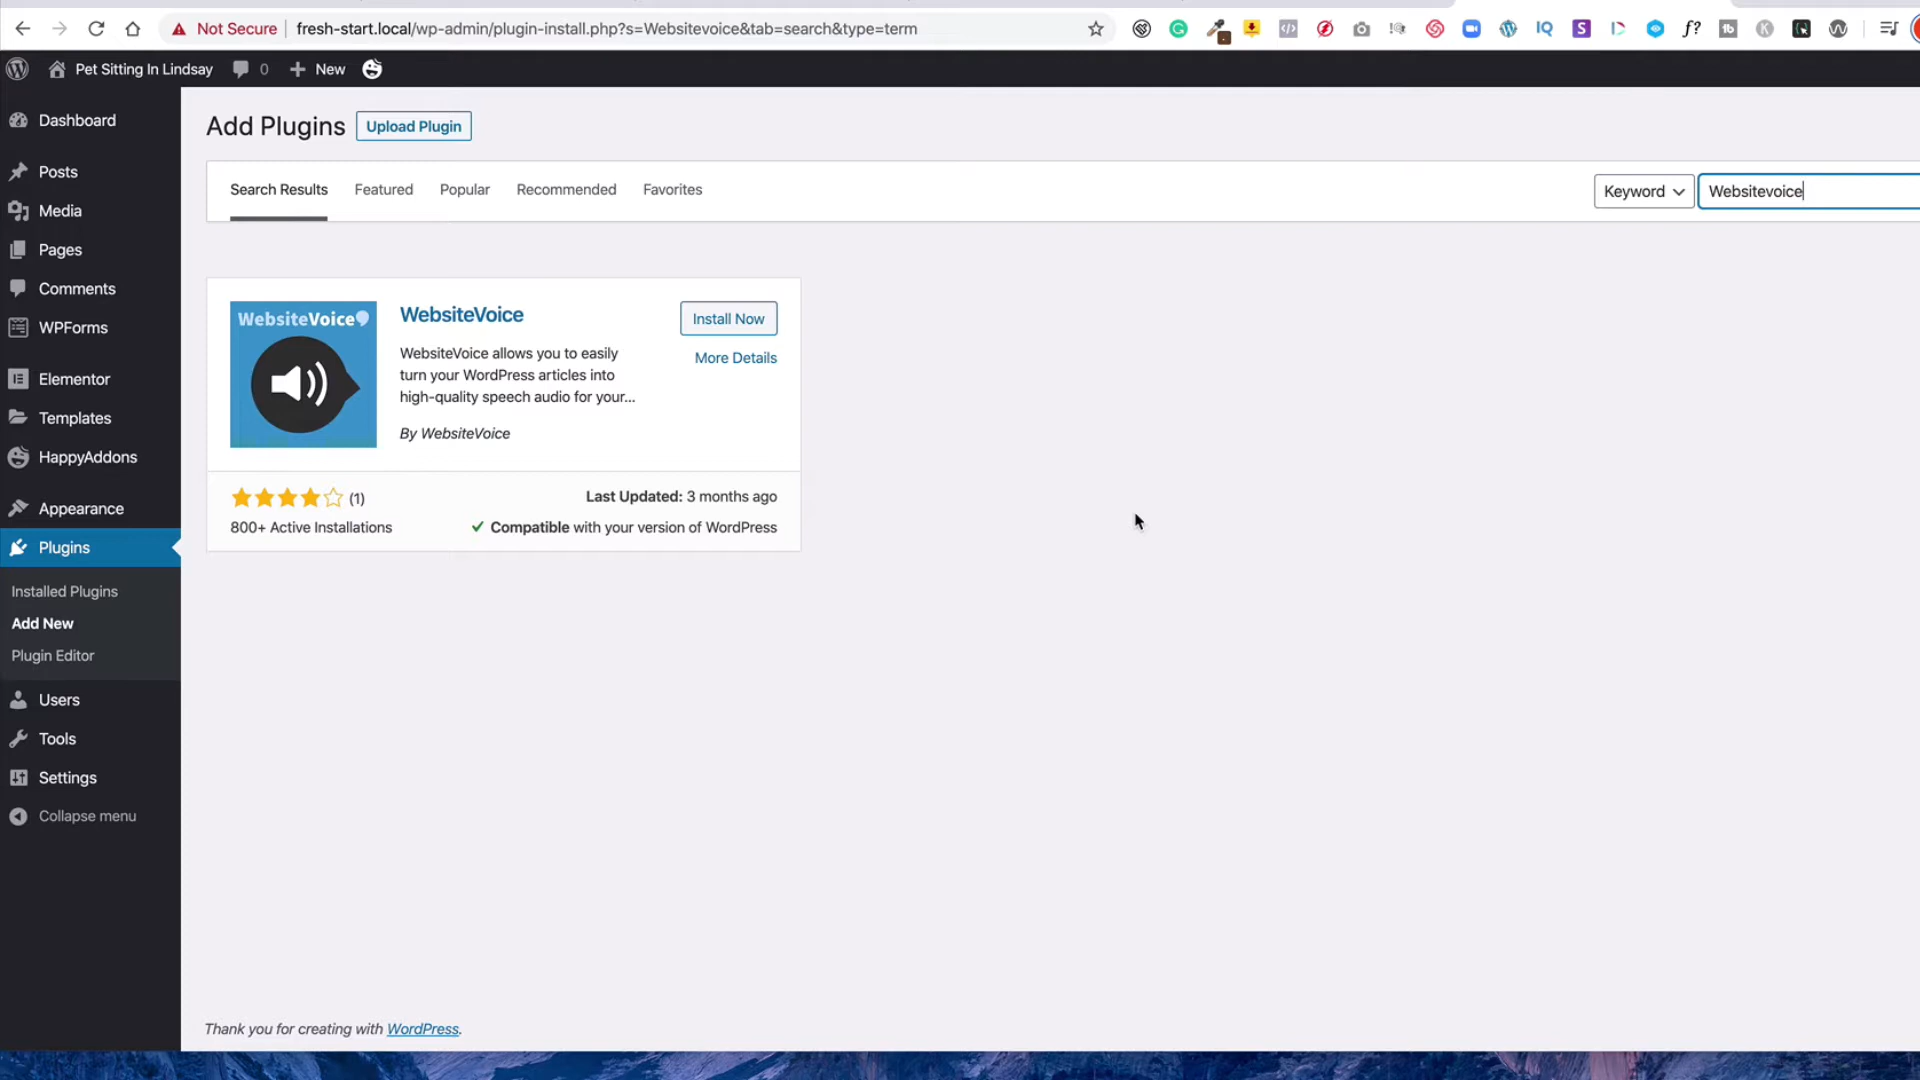 Not Secure fresh-start.local/wp-admin/plugin-install.php?s=Websitevoice&tab=search&type=term
Pet Sitting In Lindsay 0 New
Dashboard
Posts
Media
Pages
Comments
WPForms
Elementor
Templates
HappyAddons
Appearance
Plugins
Installed Plugins
Add New
Plugin Editor
Users
Tools
Settings
Collapse menu
Add Plugins Upload Plugin
Search Results Featured Popular Recommended Favorites Keyword Websitevoice
WebsiteVoice
WebsiteVoice
WebsiteVoice allows you to easily
turn your WordPress articles into
high-quality speech audio for your...
By WebsiteVoice
Install Now
More Details
(1)
800+ Active Installations
Last Updated: 3 months ago
Compatible with your version of WordPress
Thank you for creating with WordPress.